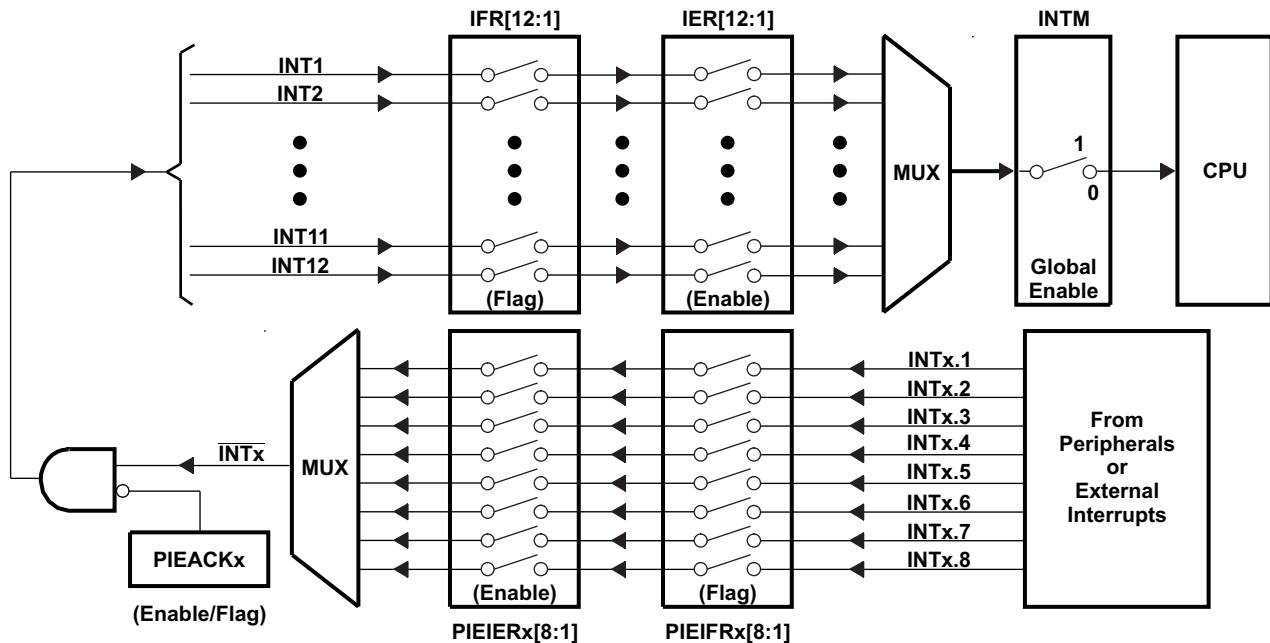 IFR[12:1]
IER[12:1]
INTM
INT1
INT2
INT11
INT12
(Flag)
(Enable)
MUX
1
0
Global
Enable
CPU
INTx
MUX
PIEACKx
(Enable/Flag)
(Enable)
PIEIERx[8:1]
(Flag)
PIEIFRx[8:1]
INTx.1
INTx.2
INTx.3
INTx.4
INTx.5
INTx.6
INTx.7
INTx.8
From
Peripherals
or
External
Interrupts